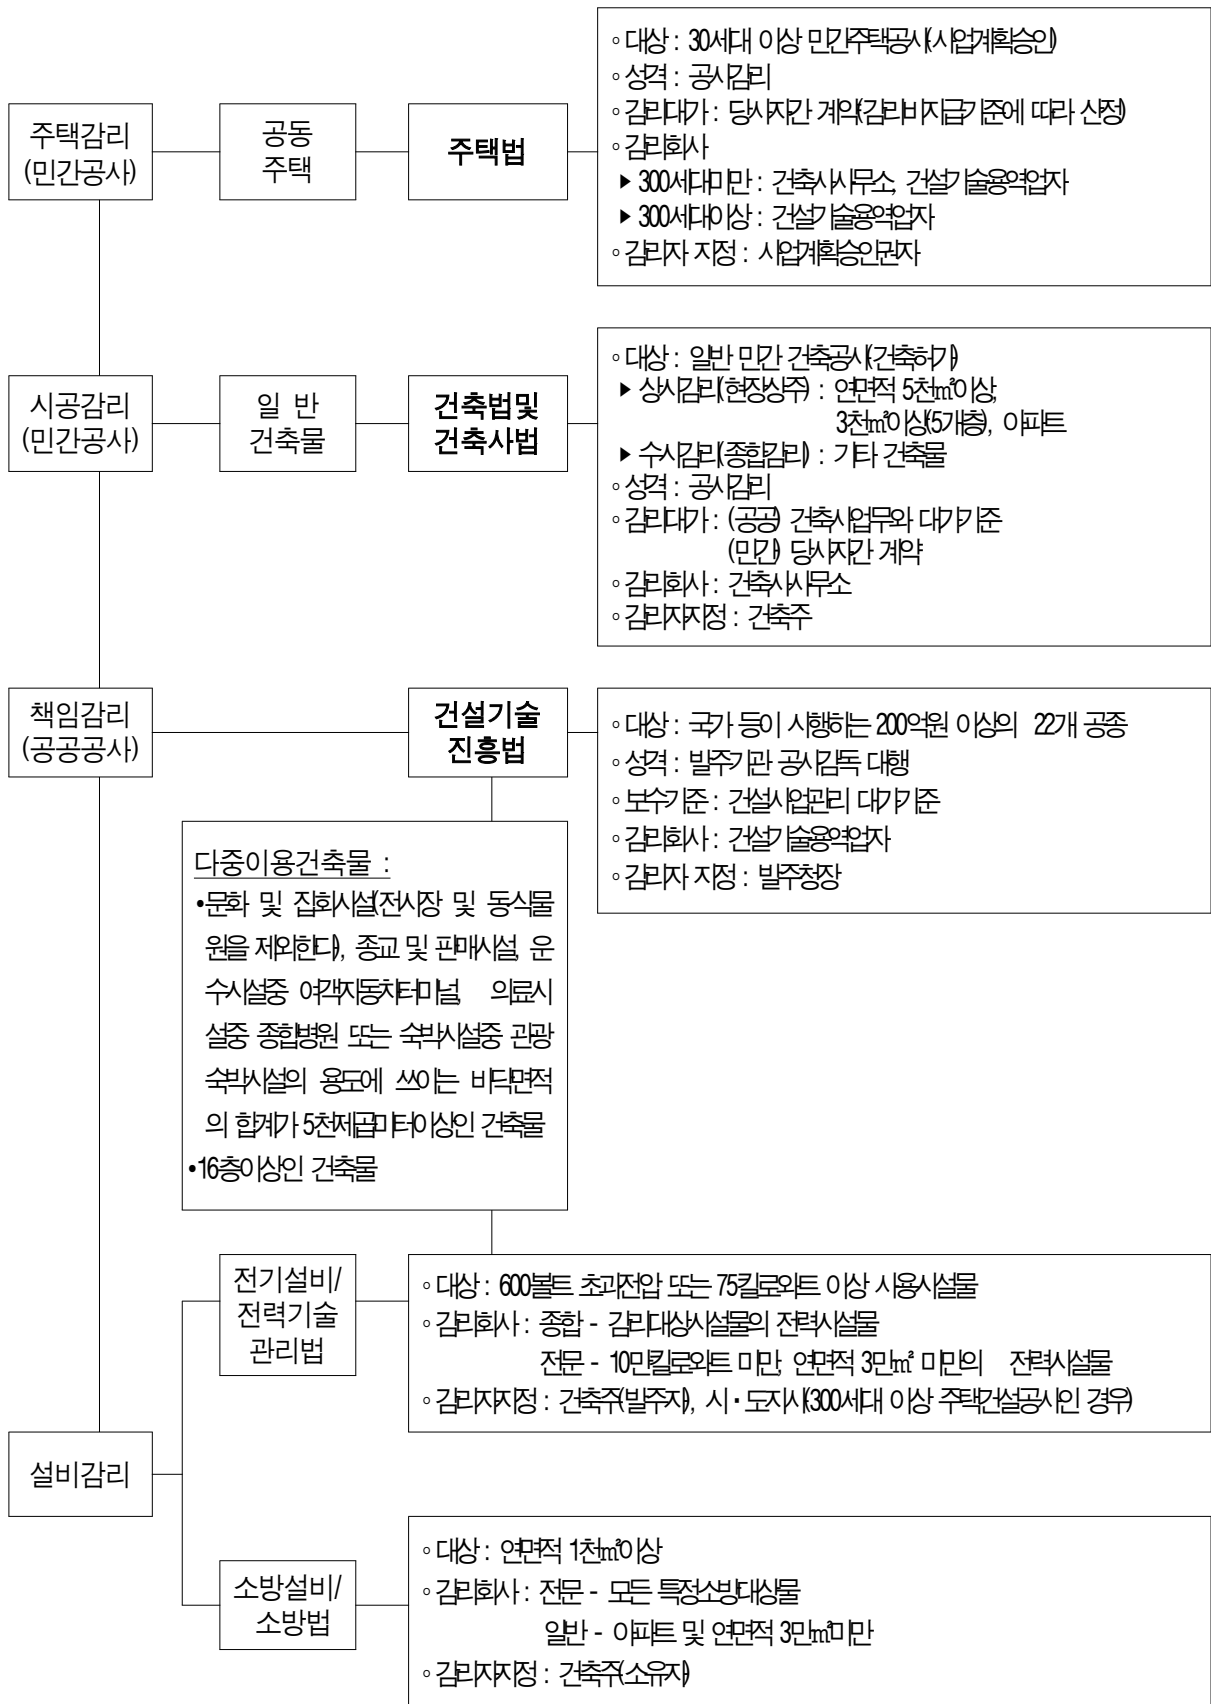 주택감리
(민간공사)
공동
주택
주택법
◦대상 : 30세대 이상 민간주택공사(사업계획승인)
◦성격 : 공사감리
◦감리대가 : 당사자간 계약(감리비지급기준에 따라 산정)
◦감리회사
▶300세대미만 : 건축사사무소, 건설기술용역업자
▶300세대이상 : 건설기술용역업자
◦감리자 지정 : 사업계획승인권자
시공감리
(민간공사)
일 반
건축물
건축법및
건축사법
◦대상 : 일반 민간 건축공사(건축허가)
▶상시감리(현장상주) : 연면적 5천㎡이상,
3천㎡이상(5개층), 아파트
▶수시감리(종합감리) : 기타 건축물
◦성격 : 공사감리
◦감리대가 : (공공) 건축사업무와 대가기준
(민간) 당사자간 계약
◦감리회사 : 건축사사무소
◦감리자지정 : 건축주
책임감리
(공공공사)
건설기술
진흥법
◦대상 : 국가 등이 시행하는 200억원 이상의 22개 공종
◦성격 : 발주기관 공사감독 대행
◦보수기준 : 건설사업관리 대가기준
◦감리회사 : 건설기술용역업자
◦감리자 지정 : 발주청장
다중이용건축물 :
•문화 및 집회시설(전시장 및 동식물
원을 제외한다), 종교 및 판매시설, 운
수시설중 여객자동차터미널, 의료시
설중 종합병원 또는 숙박시설중 관광
숙박시설의 용도에 쓰이는 바닥면적
의 합계가 5천제곱미터이상인 건축물
•16층이상인 건축물
전기설비/
전력기술
관리법
◦대상 : 600볼트 초과전압 또는 75킬로와트 이상 사용시설물
◦감리회사 : 종합 - 감리대상시설물의 전력시설물
전문 - 10만킬로와트 미만, 연면적 3만㎡ 미만의 전력시설물
◦감리자지정 : 건축주(발주자), 시・도지사(300세대 이상 주택건설공사인 경우)
설비감리
소방설비/
소방법
◦대상 : 연면적 1천㎡이상
◦감리회사 : 전문 - 모든 특정소방대상물
일반 - 아파트 및 연면적 3만㎡미만
◦감리자지정 : 건축주(소유자)